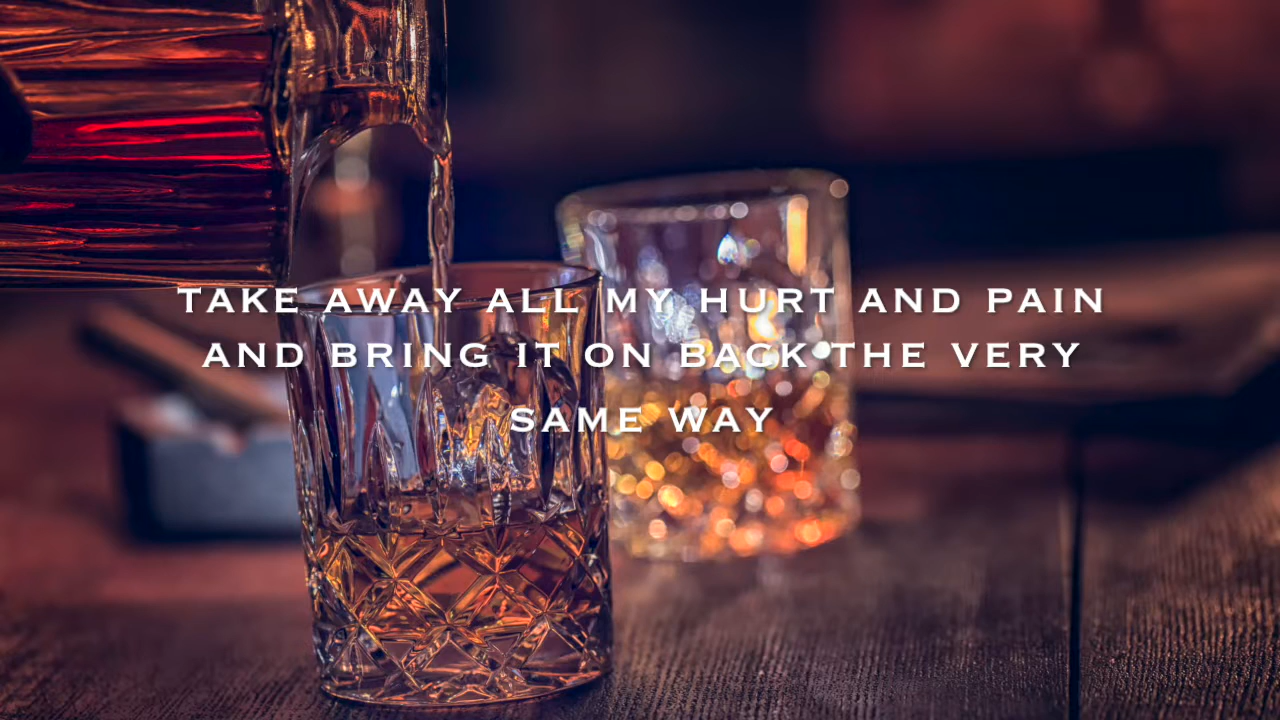 TAKE AWAY ALL MY HURT AND PAIN
AND BRING IT ON BACK THE VERY
SAME WAY